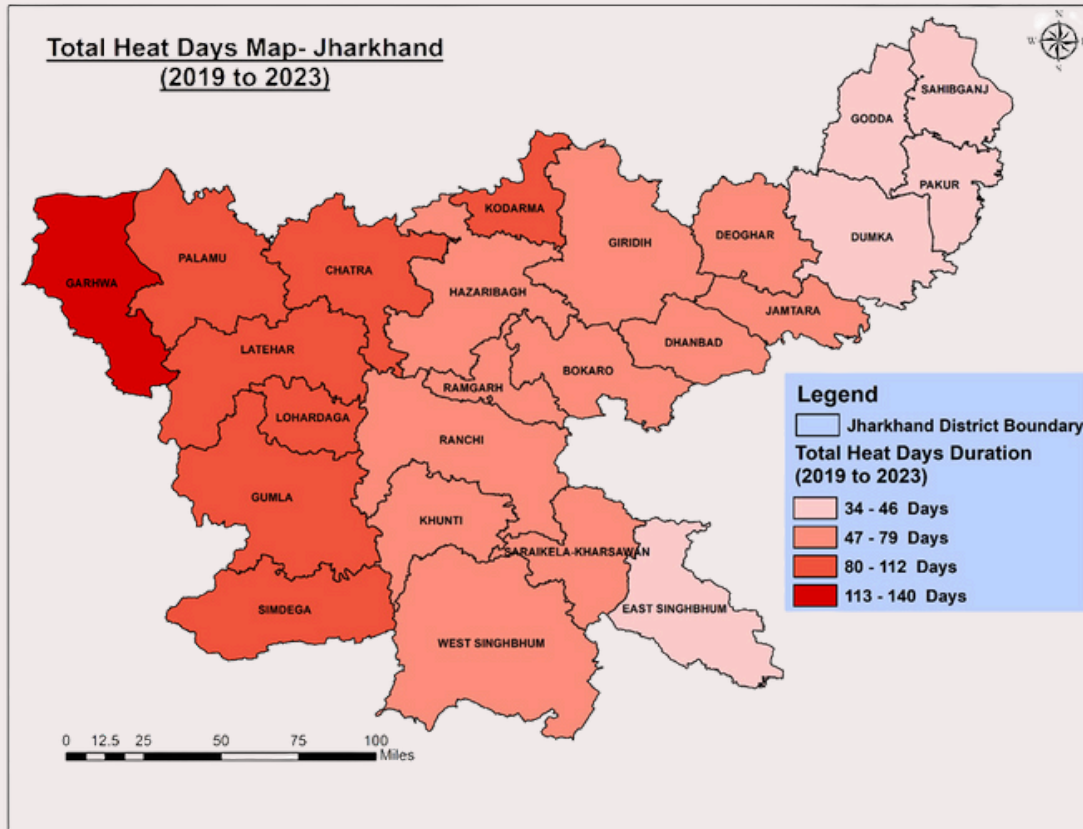 Total Heat Days Map- Jharkhand
(2019 to 2023)
N
W
SAHIBGANJ
GODDA
PAKUR
KODARMA
DUMKA
DEOGHAR
GIRIDIH
PALAMU
CHATRA
GARHWA
HAZARIBAGH
JAMTARA
DHANBAD
LATEHAR
BOKARO
RAMGARH
LOHARDAGA
RANCHI
GUMLA
KHUNTI
SARAIKELA-KHARSAWAN
SIMDEGA
EAST SINGHBHUM
WEST SINGHBHUM
Legend
Jharkhand District Boundary
Total Heat Days Duration
(2019 to 2023)
34 - 46 Days
47 - 79 Days
80 - 112 Days
113 - 140 Days
0 12.5 25 50 75 100
Miles